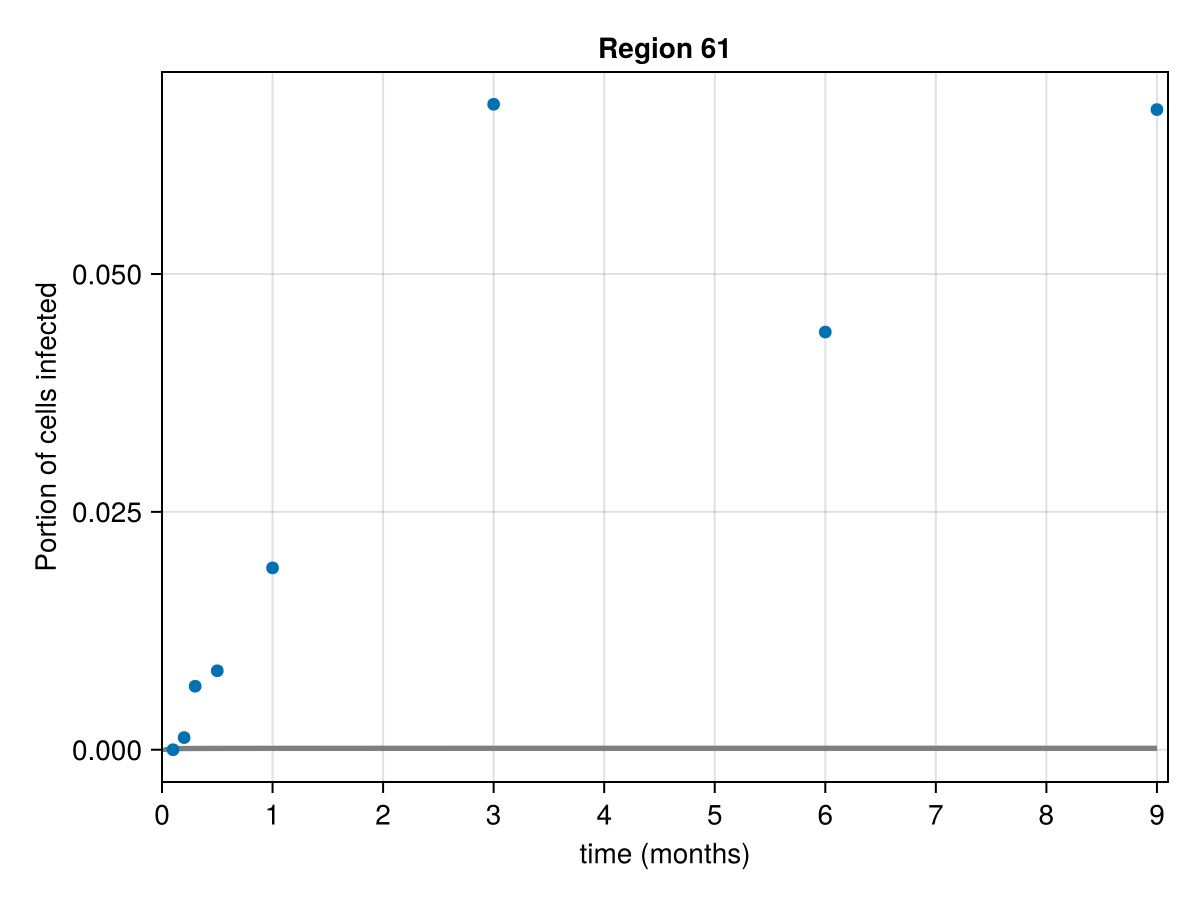 Region 61
Portion of cells infected
0.050
0.025
0.000
0 1 2 3 4 5 6 7 8 9
time (months)